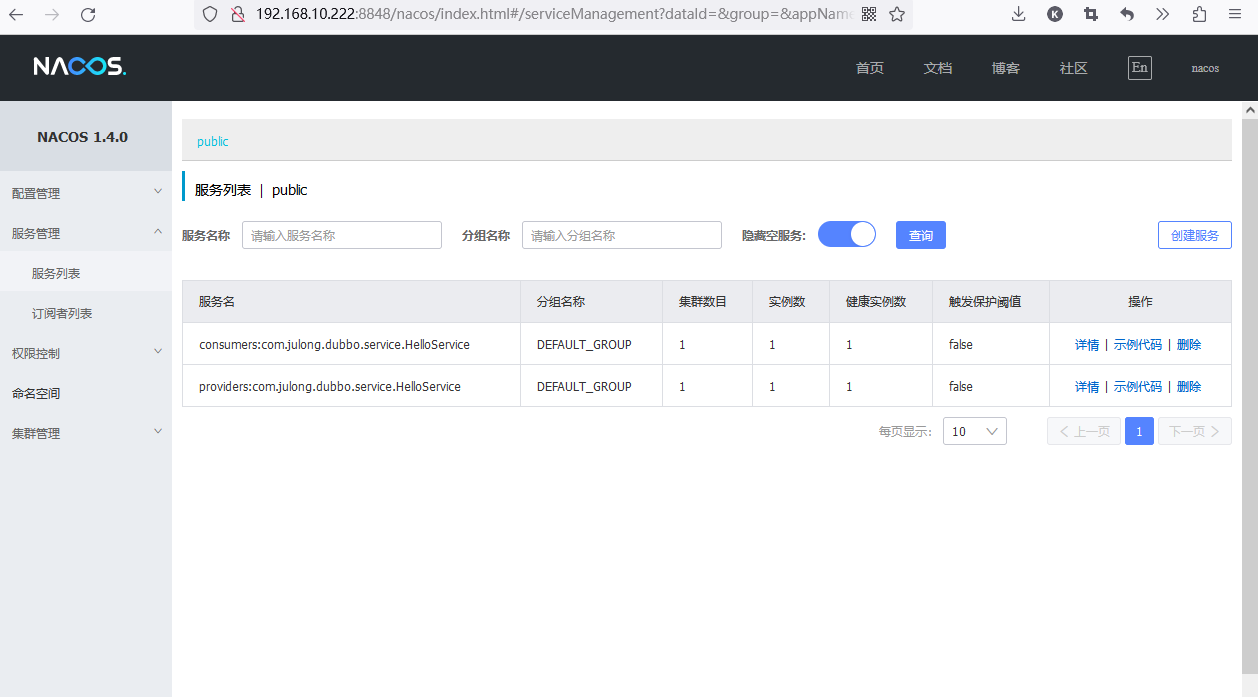 192.168.10.222:8848/nacos/index.html#/serviceManagement?dataId=&group=&appName
K
NACOS.
首页 文档 博客 社区 En nacos
NACOS 1.4.0
配置管理
服务管理
服务列表
订阅者列表
权限控制
命名空间
集群管理
public
服务列表 | public
服务名称 请输入服务名称 分组名称 请输入分组名称 隐藏空服务: 查询 创建服务
服务名 分组名称 集群数目 实例数 健康实例数 触发保护阈值 操作
consumers:com.julong.dubbo.service.HelloService DEFAULT_GROUP 1 1 1 false 详情 | 示例代码 | 删除
providers:com.julong.dubbo.service.HelloService DEFAULT_GROUP 1 1 1 false 详情 | 示例代码 | 删除
每页显示: 10 上一页 1 下一页